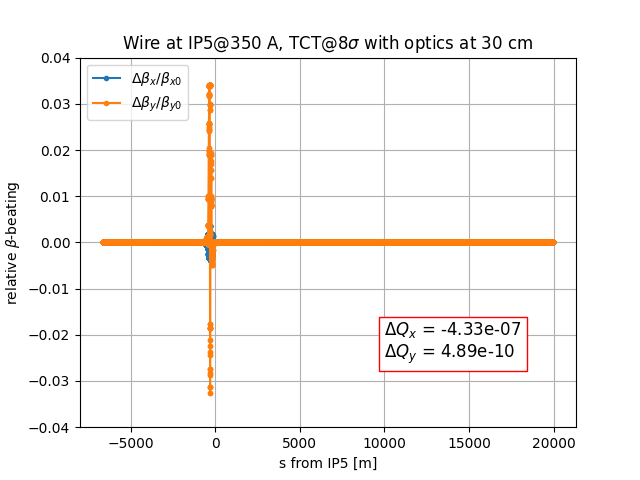 Wire at IP5@350 A, TCT@8σ with optics at 30 cm
Δβx/βx0
Δβy/βy0
0.04
0.03
0.02
0.01
0.00
−0.01
−0.02
−0.03
−0.04
relative β-beating
ΔQx = -4.33e-07
ΔQy = 4.89e-10
−5000 0 5000 10000 15000 20000
s from IP5 [m]